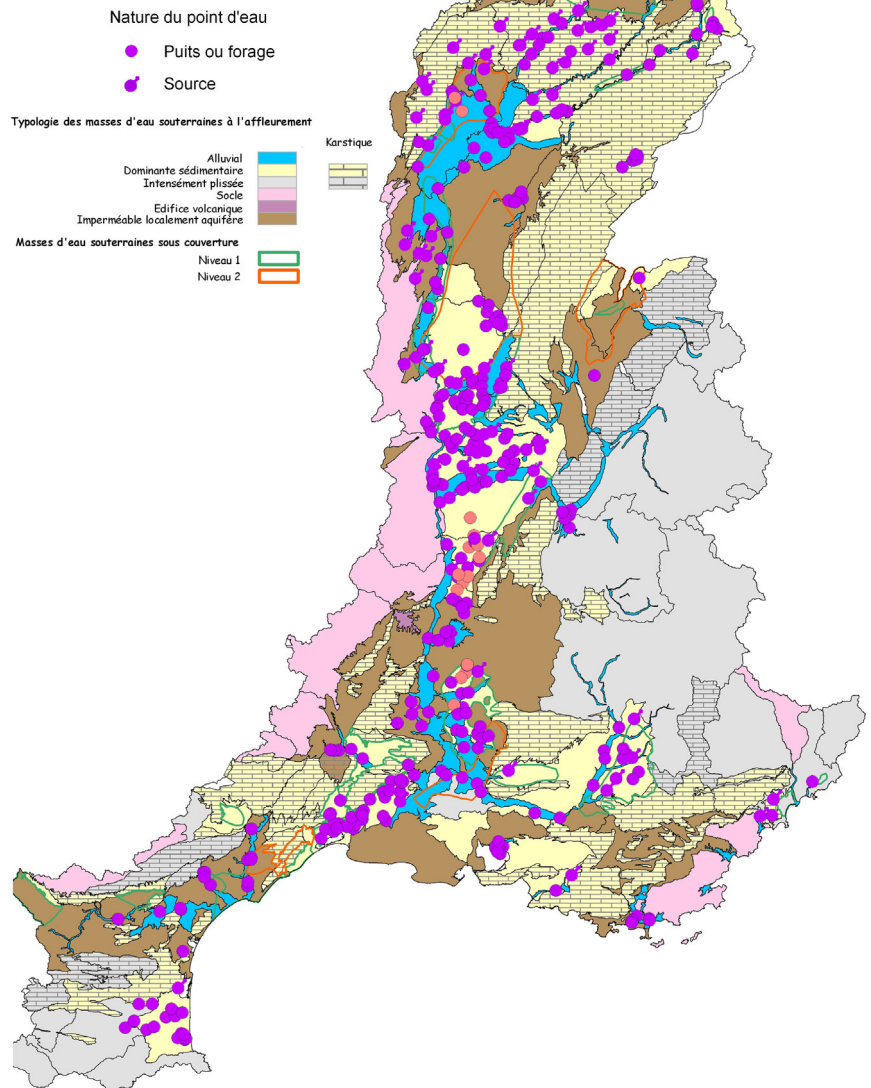 Nature du point d'eau
Puits ou forage
Source
Typologie des masses d'eau souterraines à l'affleurement
Karstique
Alluvial
Dominante sédimentaire
Intensément plissée
Socle
Edifice volcanique
Imperméable localement aquifère
Masses d'eau souterraines sous couverture
Niveau 1
Niveau 2